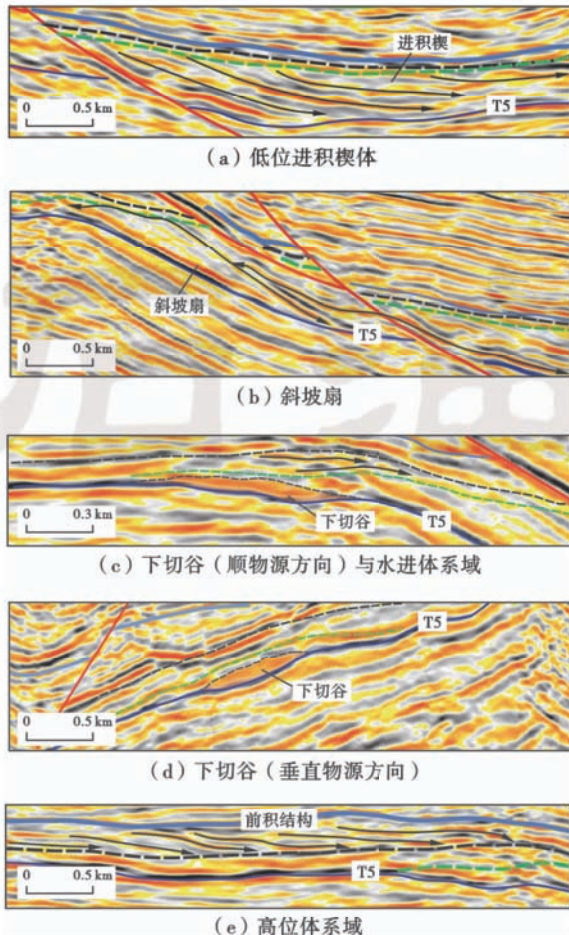 进积楔
T5
0 0.5 km
(a) 低位进积楔体
斜坡扇
T5
0 0.5 km
(b) 斜坡扇
下切谷
T5
0 0.3 km
(c) 下切谷(顺物源方向)与水进体系域
T5
下切谷
0 0.5 km
(d) 下切谷(垂直物源方向)
前积结构
T5
0 0.5 km
(e) 高位体系域